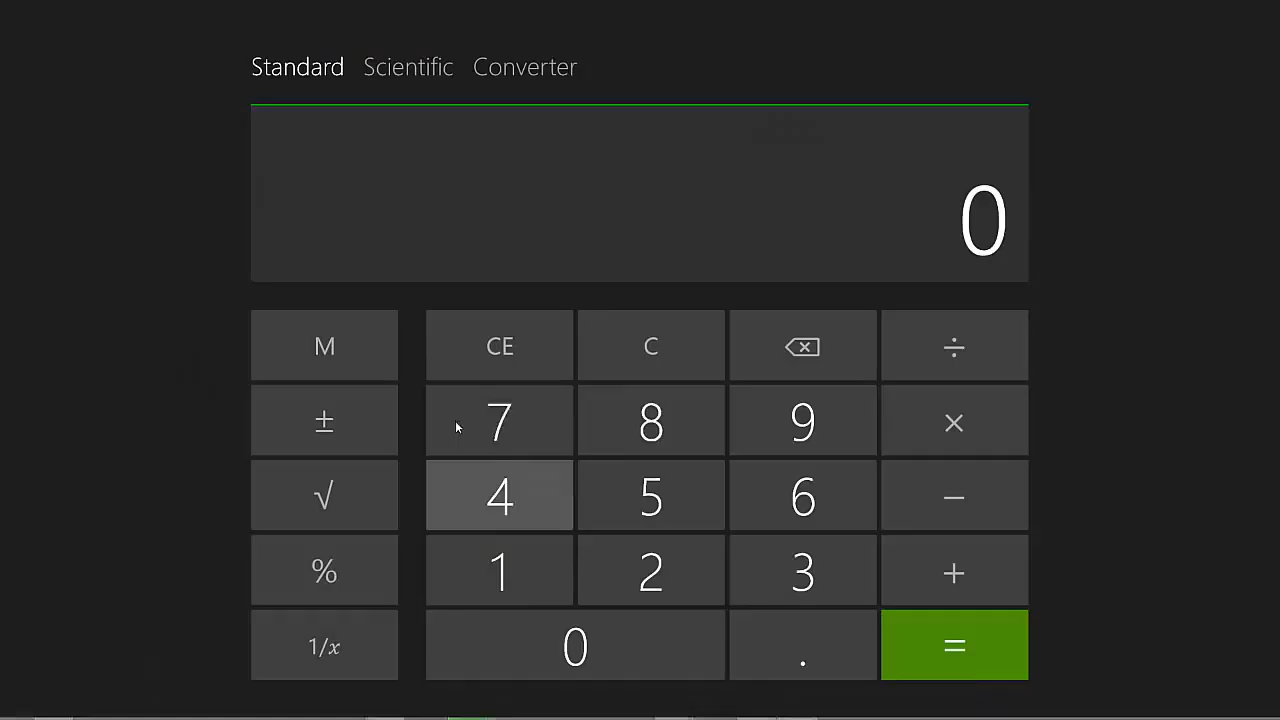 Standard Scientific Converter
0
M CE C ÷
± 7 8 9 ×
√ 4 5 6 −
% 1 2 3 +
1/x 0 . =